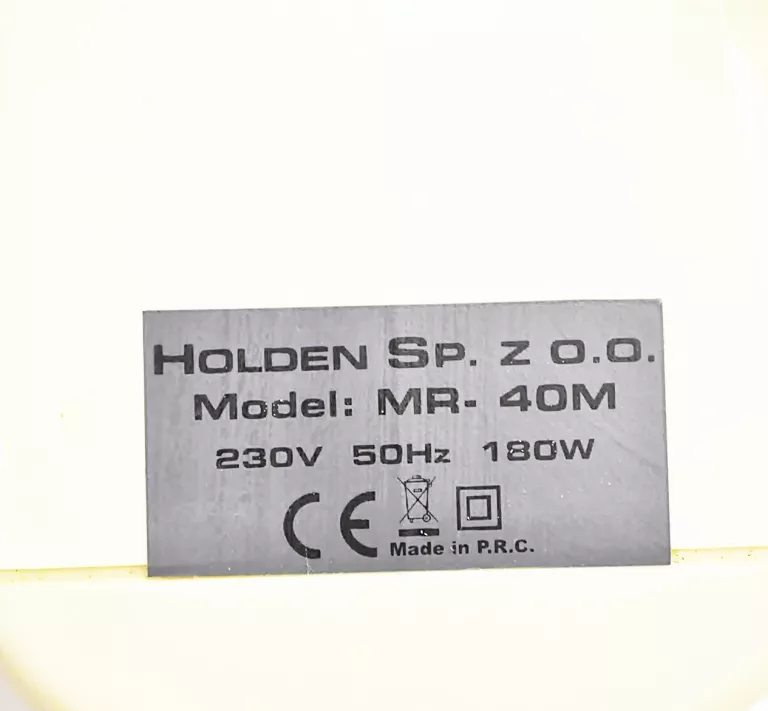 HOLDEN SP. Z O.O.
Model: MR- 40M
230V 50Hz 180W
CE
Made in P.R.C.